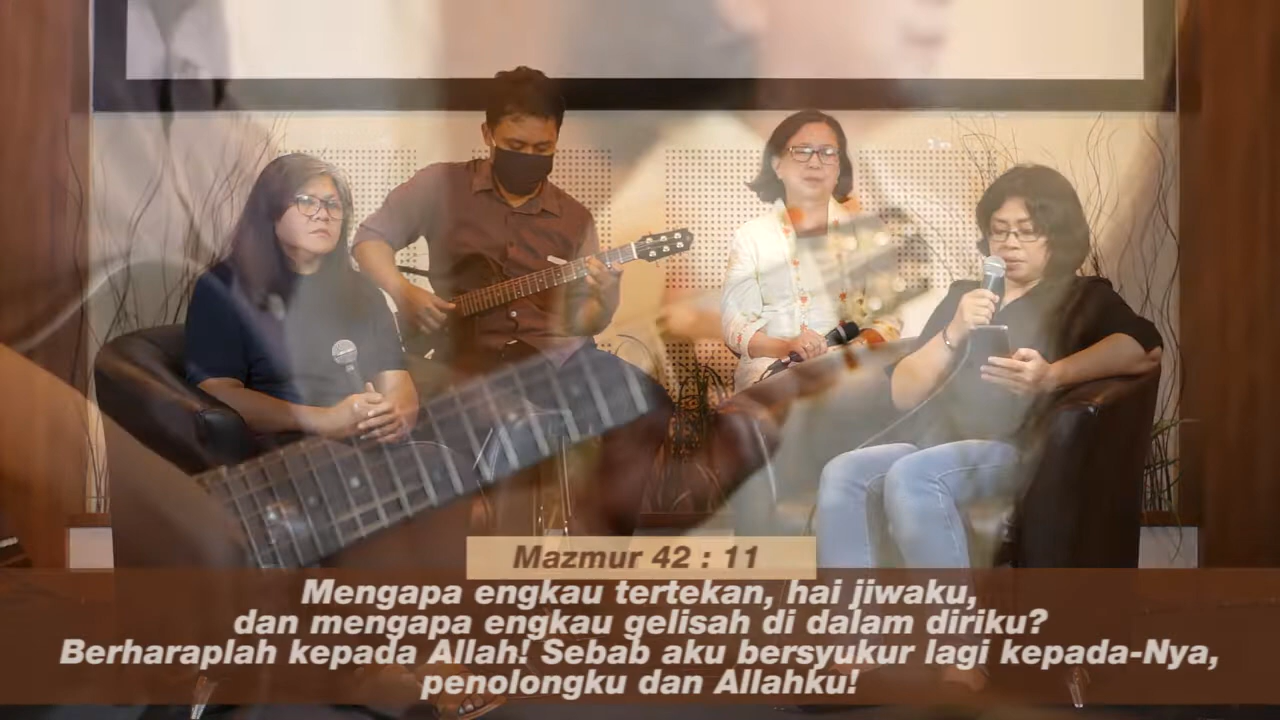 Mazmur 42 : 11
Mengapa engkau tertekan, hai jiwaku,
dan mengapa engkau gelisah di dalam diriku?
Berharaplah kepada Allah! Sebab aku bersyukur lagi kepada-Nya,
penolongku dan Allahku!